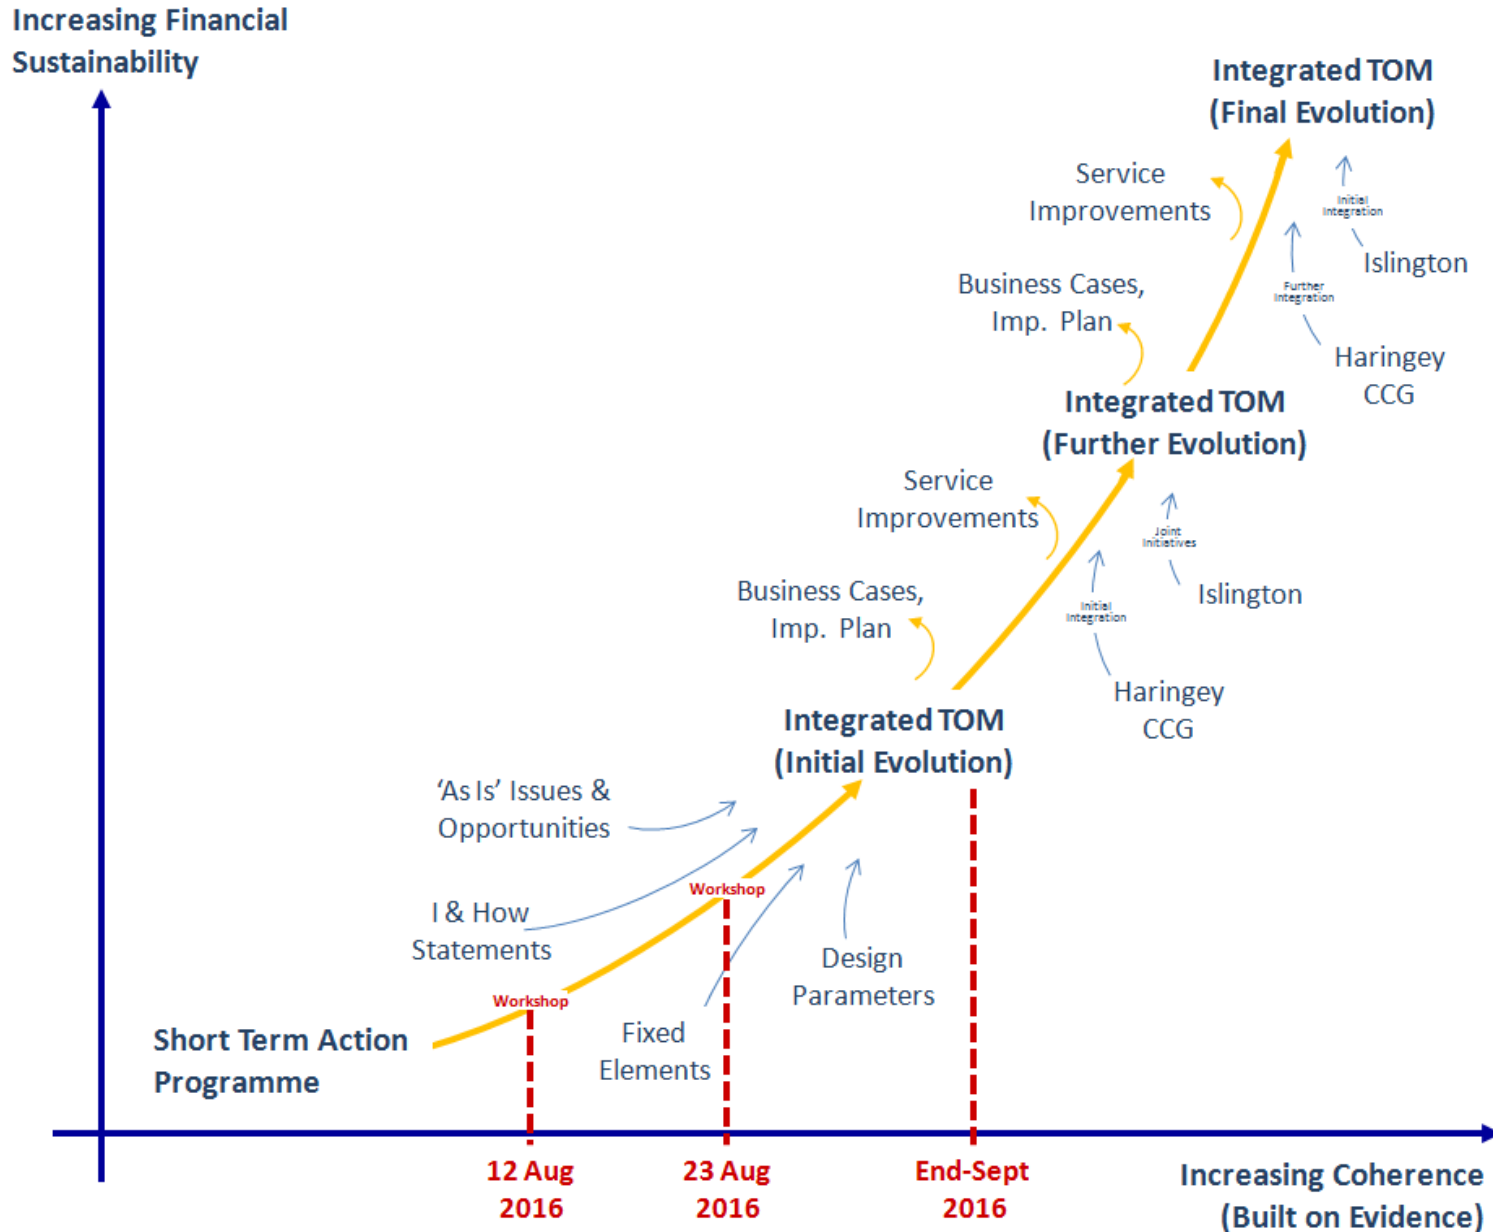 Increasing Financial
Sustainability
Integrated TOM
(Final Evolution)
Service
Improvements
Initial
Integration
Islington
Business Cases,
Imp. Plan
Further
Integration
Haringey
CCG
Integrated TOM
(Further Evolution)
Service
Improvements
Joint
Initiatives
Islington
Business Cases,
Imp. Plan
Initial
Integration
Haringey
CCG
Integrated TOM
(Initial Evolution)
‘As Is’ Issues &
Opportunities
Workshop
I & How
Statements
Design
Parameters
Workshop
Fixed
Elements
Short Term Action
Programme
12 Aug
2016
23 Aug
2016
End-Sept
2016
Increasing Coherence
(Built on Evidence)